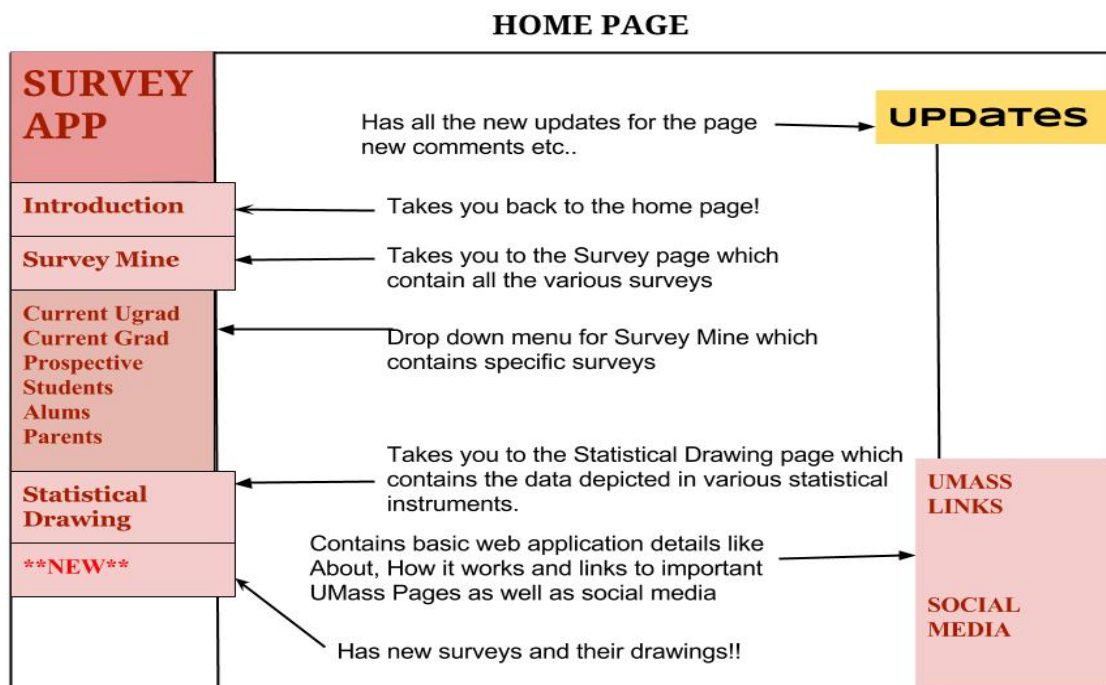 HOME PAGE
SURVEY
APP
Has all the new updates for the page
new comments etc..
UPDaTes
Introduction
Takes you back to the home page!
Survey Mine
Takes you to the Survey page which
contain all the various surveys
Current Ugrad
Current Grad
Prospective
Students
Alums
Parents
Drop down menu for Survey Mine which
contains specific surveys
Statistical
Drawing
Takes you to the Statistical Drawing page which
contains the data depicted in various statistical
instruments.
UMASS
LINKS
**NEW**
Contains basic web application details like
About, How it works and links to important
UMass Pages as well as social media
SOCIAL
MEDIA
Has new surveys and their drawings!!